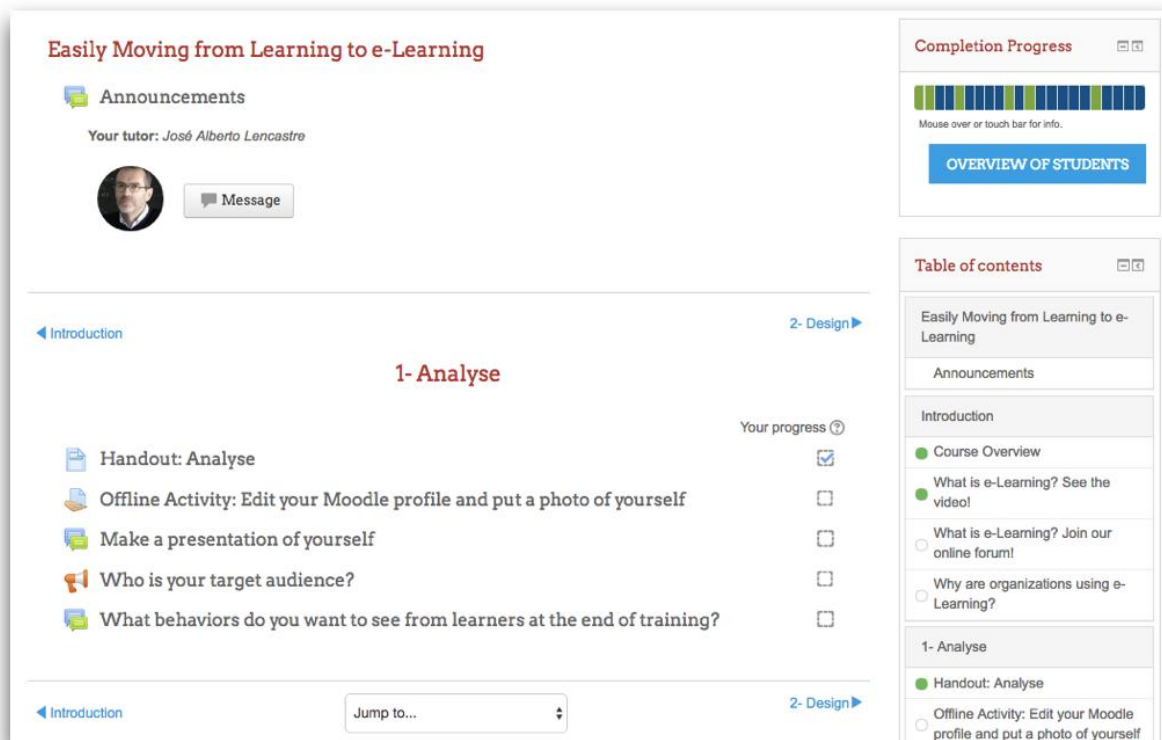 Easily Moving from Learning to e-Learning
Announcements
Your tutor: José Alberto Lencastre
Message
Introduction
2- Design
1- Analyse
Your progress
Handout: Analyse
Offline Activity: Edit your Moodle profile and put a photo of yourself
Make a presentation of yourself
Who is your target audience?
What behaviors do you want to see from learners at the end of training?
Introduction
Jump to...
2- Design
Completion Progress
Mouse over or touch bar for info.
OVERVIEW OF STUDENTS
Table of contents
Easily Moving from Learning to e-
Learning
Announcements
Introduction
Course Overview
What is e-Learning? See the
video!
What is e-Learning? Join our
online forum!
Why are organizations using e-
Learning?
1- Analyse
Handout: Analyse
Offline Activity: Edit your Moodle
profile and put a photo of yourself